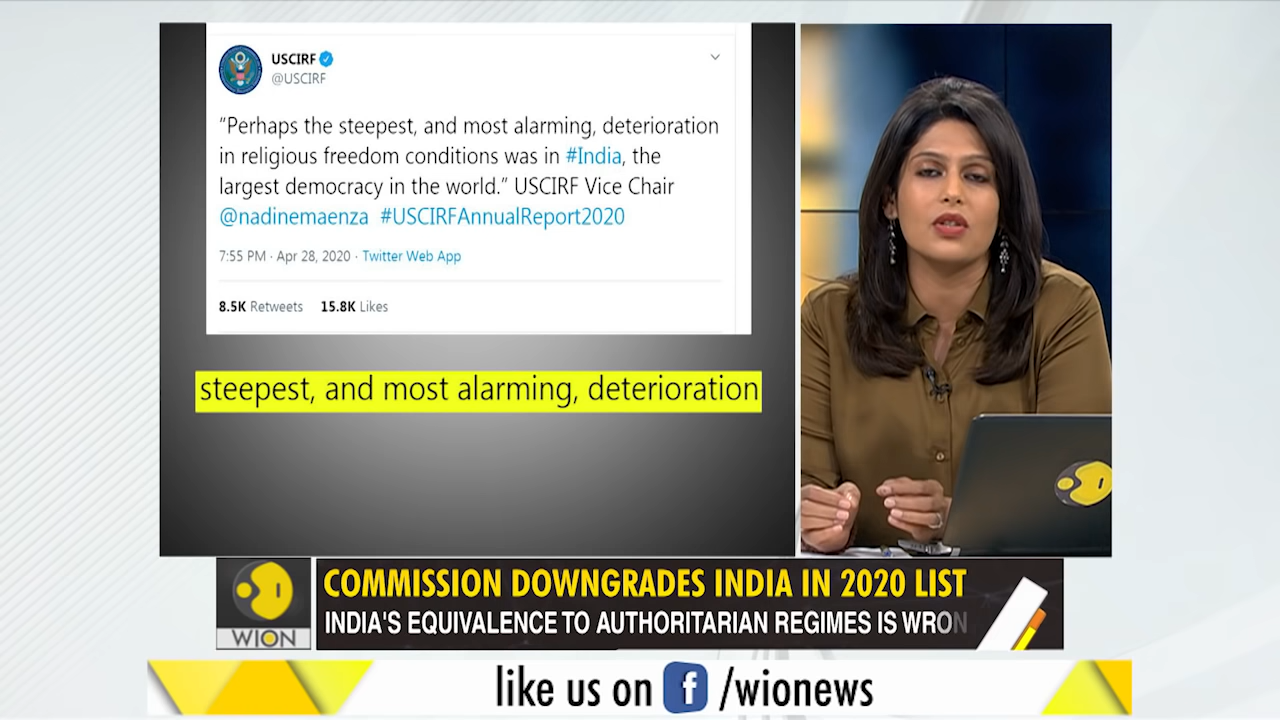 USCIRF
@USCIRF
“Perhaps the steepest, and most alarming, deterioration
in religious freedom conditions was in #India, the
largest democracy in the world.” USCIRF Vice Chair
@nadinemaenza #USCIRFAnnualReport2020
7:55 PM · Apr 28, 2020 · Twitter Web App
8.5K Retweets 15.8K Likes
steepest, and most alarming, deterioration
WION
COMMISSION DOWNGRADES INDIA IN 2020 LIST
INDIA'S EQUIVALENCE TO AUTHORITARIAN REGIMES IS WRON
like us on f /wionews